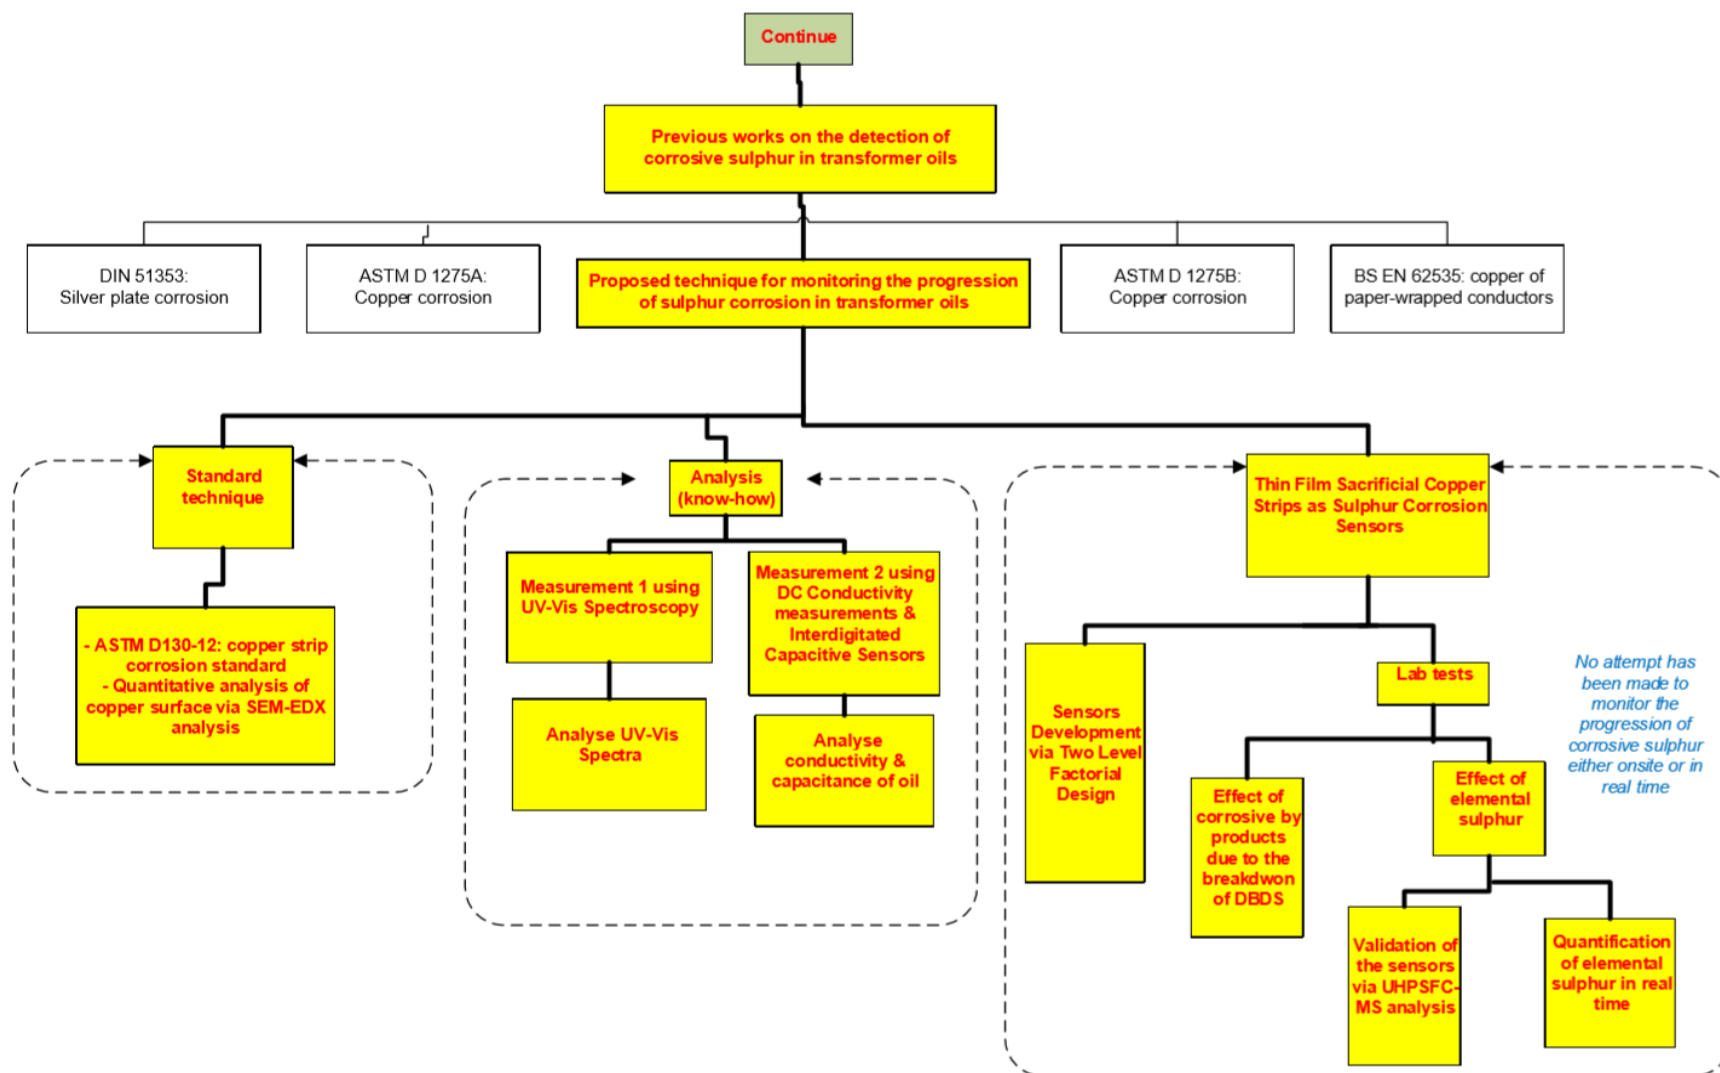 Continue
Previous works on the detection of
corrosive sulphur in transformer oils
DIN 51353:
Silver plate corrosion
ASTM D 1275A:
Copper corrosion
Proposed technique for monitoring the progression
of sulphur corrosion in transformer oils
ASTM D 1275B:
Copper corrosion
BS EN 62535: copper of
paper-wrapped conductors
Standard
technique
- ASTM D130-12: copper strip
corrosion standard
- Quantitative analysis of
copper surface via SEM-EDX
analysis
Analysis
(know-how)
Measurement 1 using
UV-Vis Spectroscopy
Analyse UV-Vis
Spectra
Measurement 2 using
DC Conductivity
measurements &
Interdigitated
Capacitive Sensors
Analyse
conductivity &
capacitance of oil
Thin Film Sacrificial Copper
Strips as Sulphur Corrosion
Sensors
Sensors
Development
via Two Level
Factorial
Design
Lab tests
Effect of
corrosive by
products
due to the
breakdwon
of DBDS
Effect of
elemental
sulphur
Validation of
the sensors
via UHPSFC-
MS analysis
Quantification
of elemental
sulphur in real
time
No attempt has
been made to
monitor the
progression of
corrosive sulphur
either onsite or in
real time